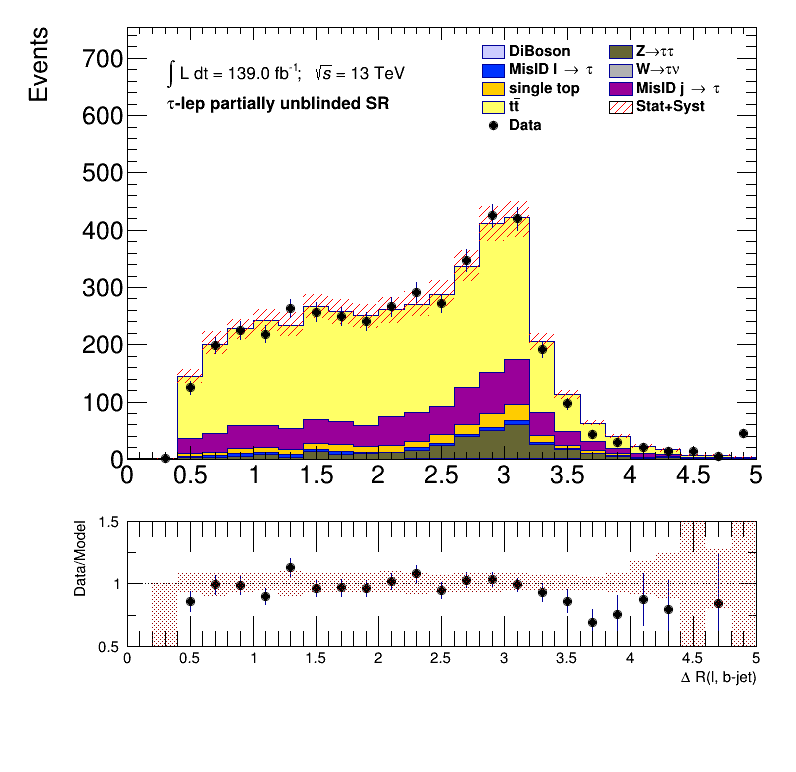 Events
700
600
500
400
300
200
100
0
∫ L dt = 139.0 fb⁻¹; √s = 13 TeV
τ-lep partially unblinded SR
DiBoson Z→ττ
MisID l → τ W→τν
single top MisID j → τ
tt̄ Stat+Syst
Data
0 0.5 1 1.5 2 2.5 3 3.5 4 4.5 5
Data/Model
1.5
1
0.5
0 0.5 1 1.5 2 2.5 3 3.5 4 4.5 5
Δ R(l, b-jet)